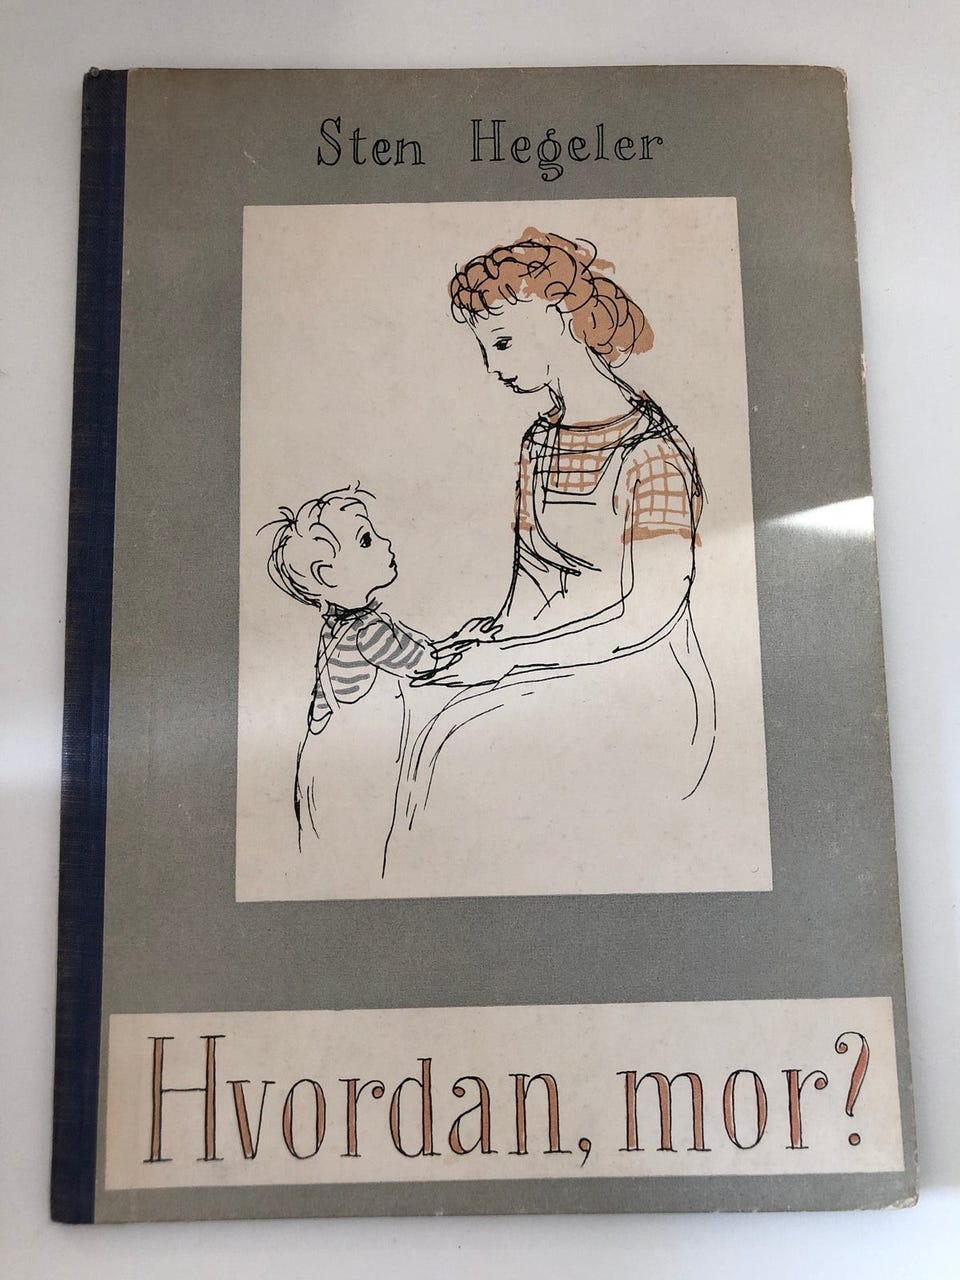 Sten Hegeler
Hvordan, mor?